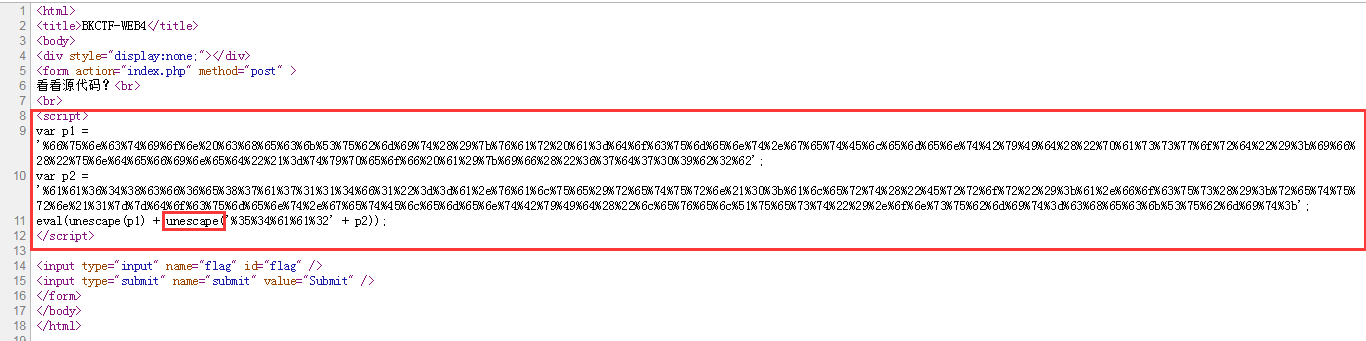 1 <html>
2 <title>BKCTF-WEB4</title>
3 <body>
4 <div style="display:none;"></div>
5 <form action="index.php" method="post" >
6 看看源代码？<br>
7 <br>
8 <script>
9 var p1 =
'%66%75%6e%63%74%69%6f%6e%20%63%68%65%63%6b%53%75%62%6d%69%74%28%29%7b%76%61%72%20%61%3d%64%6f%63%75%6d%65%6e%74%2e%67%65%74%45%6c%65%6d%65%6e%74%42%79%49%64%28%22%70%61%73%73%77%6f%72%64%22%29%3b%69%66%
28%22%75%6e%64%65%66%69%6e%65%64%22%21%3d%74%79%70%65%6f%66%20%61%29%7b%69%66%28%22%36%37%64%37%30%39%62%32%62';
10 var p2 =
'%61%61%36%34%38%63%66%36%65%38%37%61%37%31%31%34%66%31%22%3d%3d%61%2e%76%61%6c%75%65%29%72%65%74%75%72%6e%21%30%3b%61%6c%65%72%74%28%22%45%72%72%6f%72%22%29%3b%61%2e%66%6f%63%75%73%28%29%3b%72%65%74%75%
72%6e%21%31%7d%7d%64%6f%63%75%6d%65%6e%74%2e%67%65%74%45%6c%65%6d%65%6e%74%42%79%49%64%28%22%6c%65%76%65%6c%51%75%65%73%74%22%29%2e%6f%6e%73%75%62%6d%69%74%3d%63%68%65%63%6b%53%75%62%6d%69%74%3b';
11 eval(unescape(p1) + unescape('%35%34%61%61%32' + p2));
12 </script>
13
14 <input type="input" name="flag" id="flag" />
15 <input type="submit" name="submit" value="Submit" />
16 </form>
17 </body>
18 </html>
19